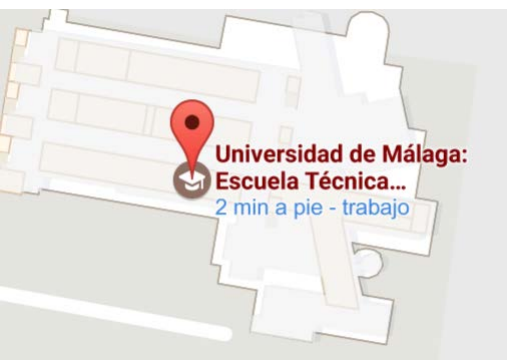 Universidad de Málaga:
Escuela Técnica...
2 min a pie - trabajo